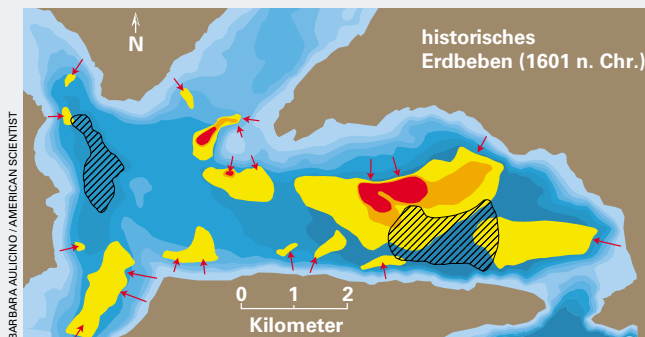 N
historisches
Erdbeben (1601 n. Chr.)
BARBARA AULICINO / AMERICAN SCIENTIST
0 1 2
Kilometer